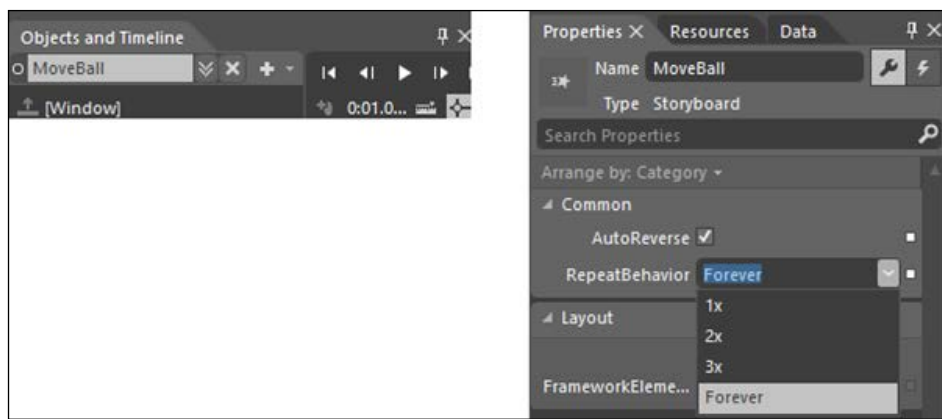 Objects and Timeline
MoveBall
[Window]
0:01.0...
Properties Resources Data
Name MoveBall
Type Storyboard
Search Properties
Arrange by: Category
Common
AutoReverse
RepeatBehavior Forever
1x
Layout
2x
3x
FrameworkEleme...
Forever